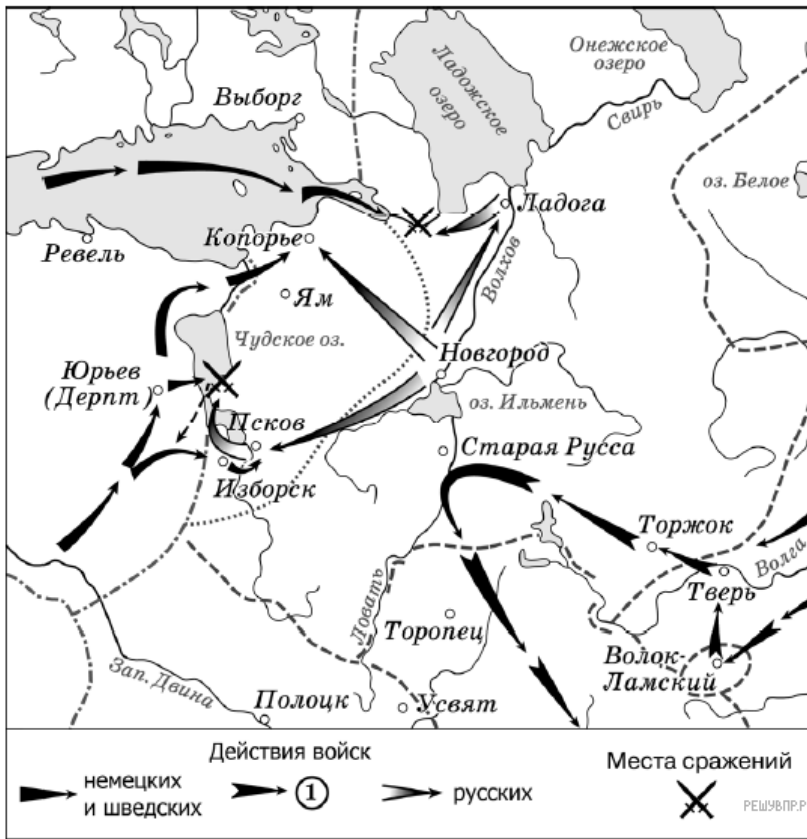 Онежское
озеро
Ладожское
озеро
Свирь
Выборг
оз. Белое
Ладога
Ревель
Копорье
Волхов
Ям
Чудское оз.
Новгород
Юрьев
(Дерпт)
оз. Ильмень
Псков
Старая Русса
Изборск
Торжок
Волга
Тверь
Ловать
Торопец
Волок-
Ламский
Зап. Двина
Полоцк
Усвят
Действия войск
Места сражений
немецких
и шведских
1
русских
РЕШУВПР.Р